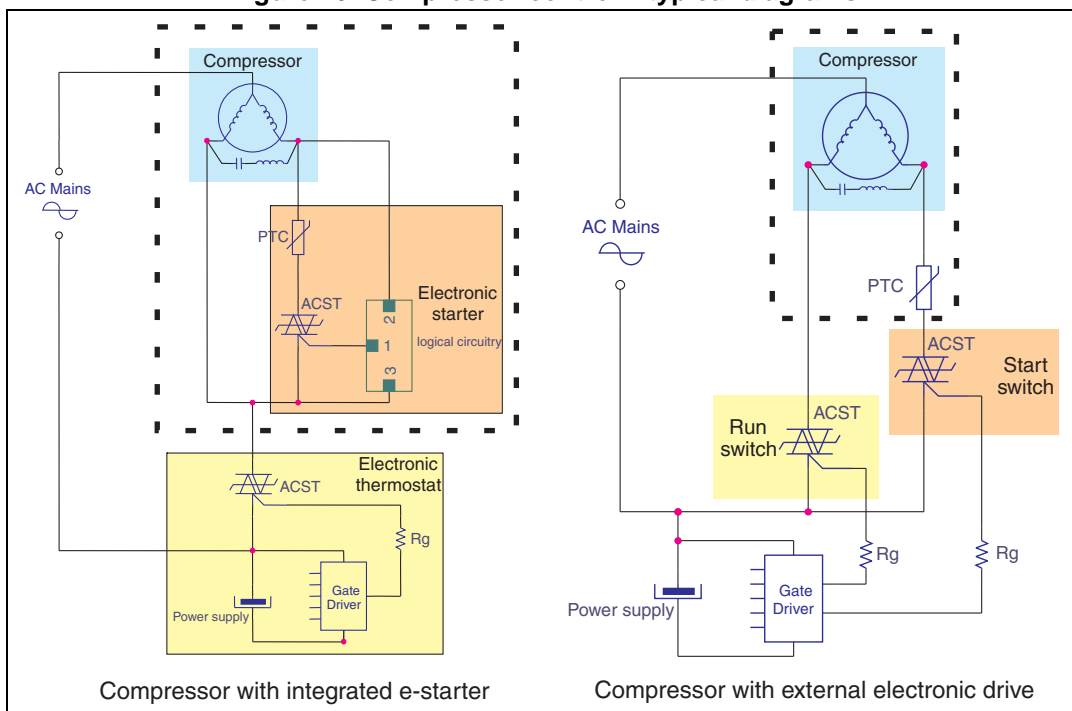 Compressor
AC Mains
PTC
ACST
Electronic
starter
logical circuitry
2
1
3
Electronic
thermostat
ACST
Rg
Gate
Driver
Power supply
Compressor with integrated e-starter
Compressor
AC Mains
PTC
ACST
Start
switch
ACST
Run
switch
Rg
Rg
Gate
Driver
Power supply
Compressor with external electronic drive